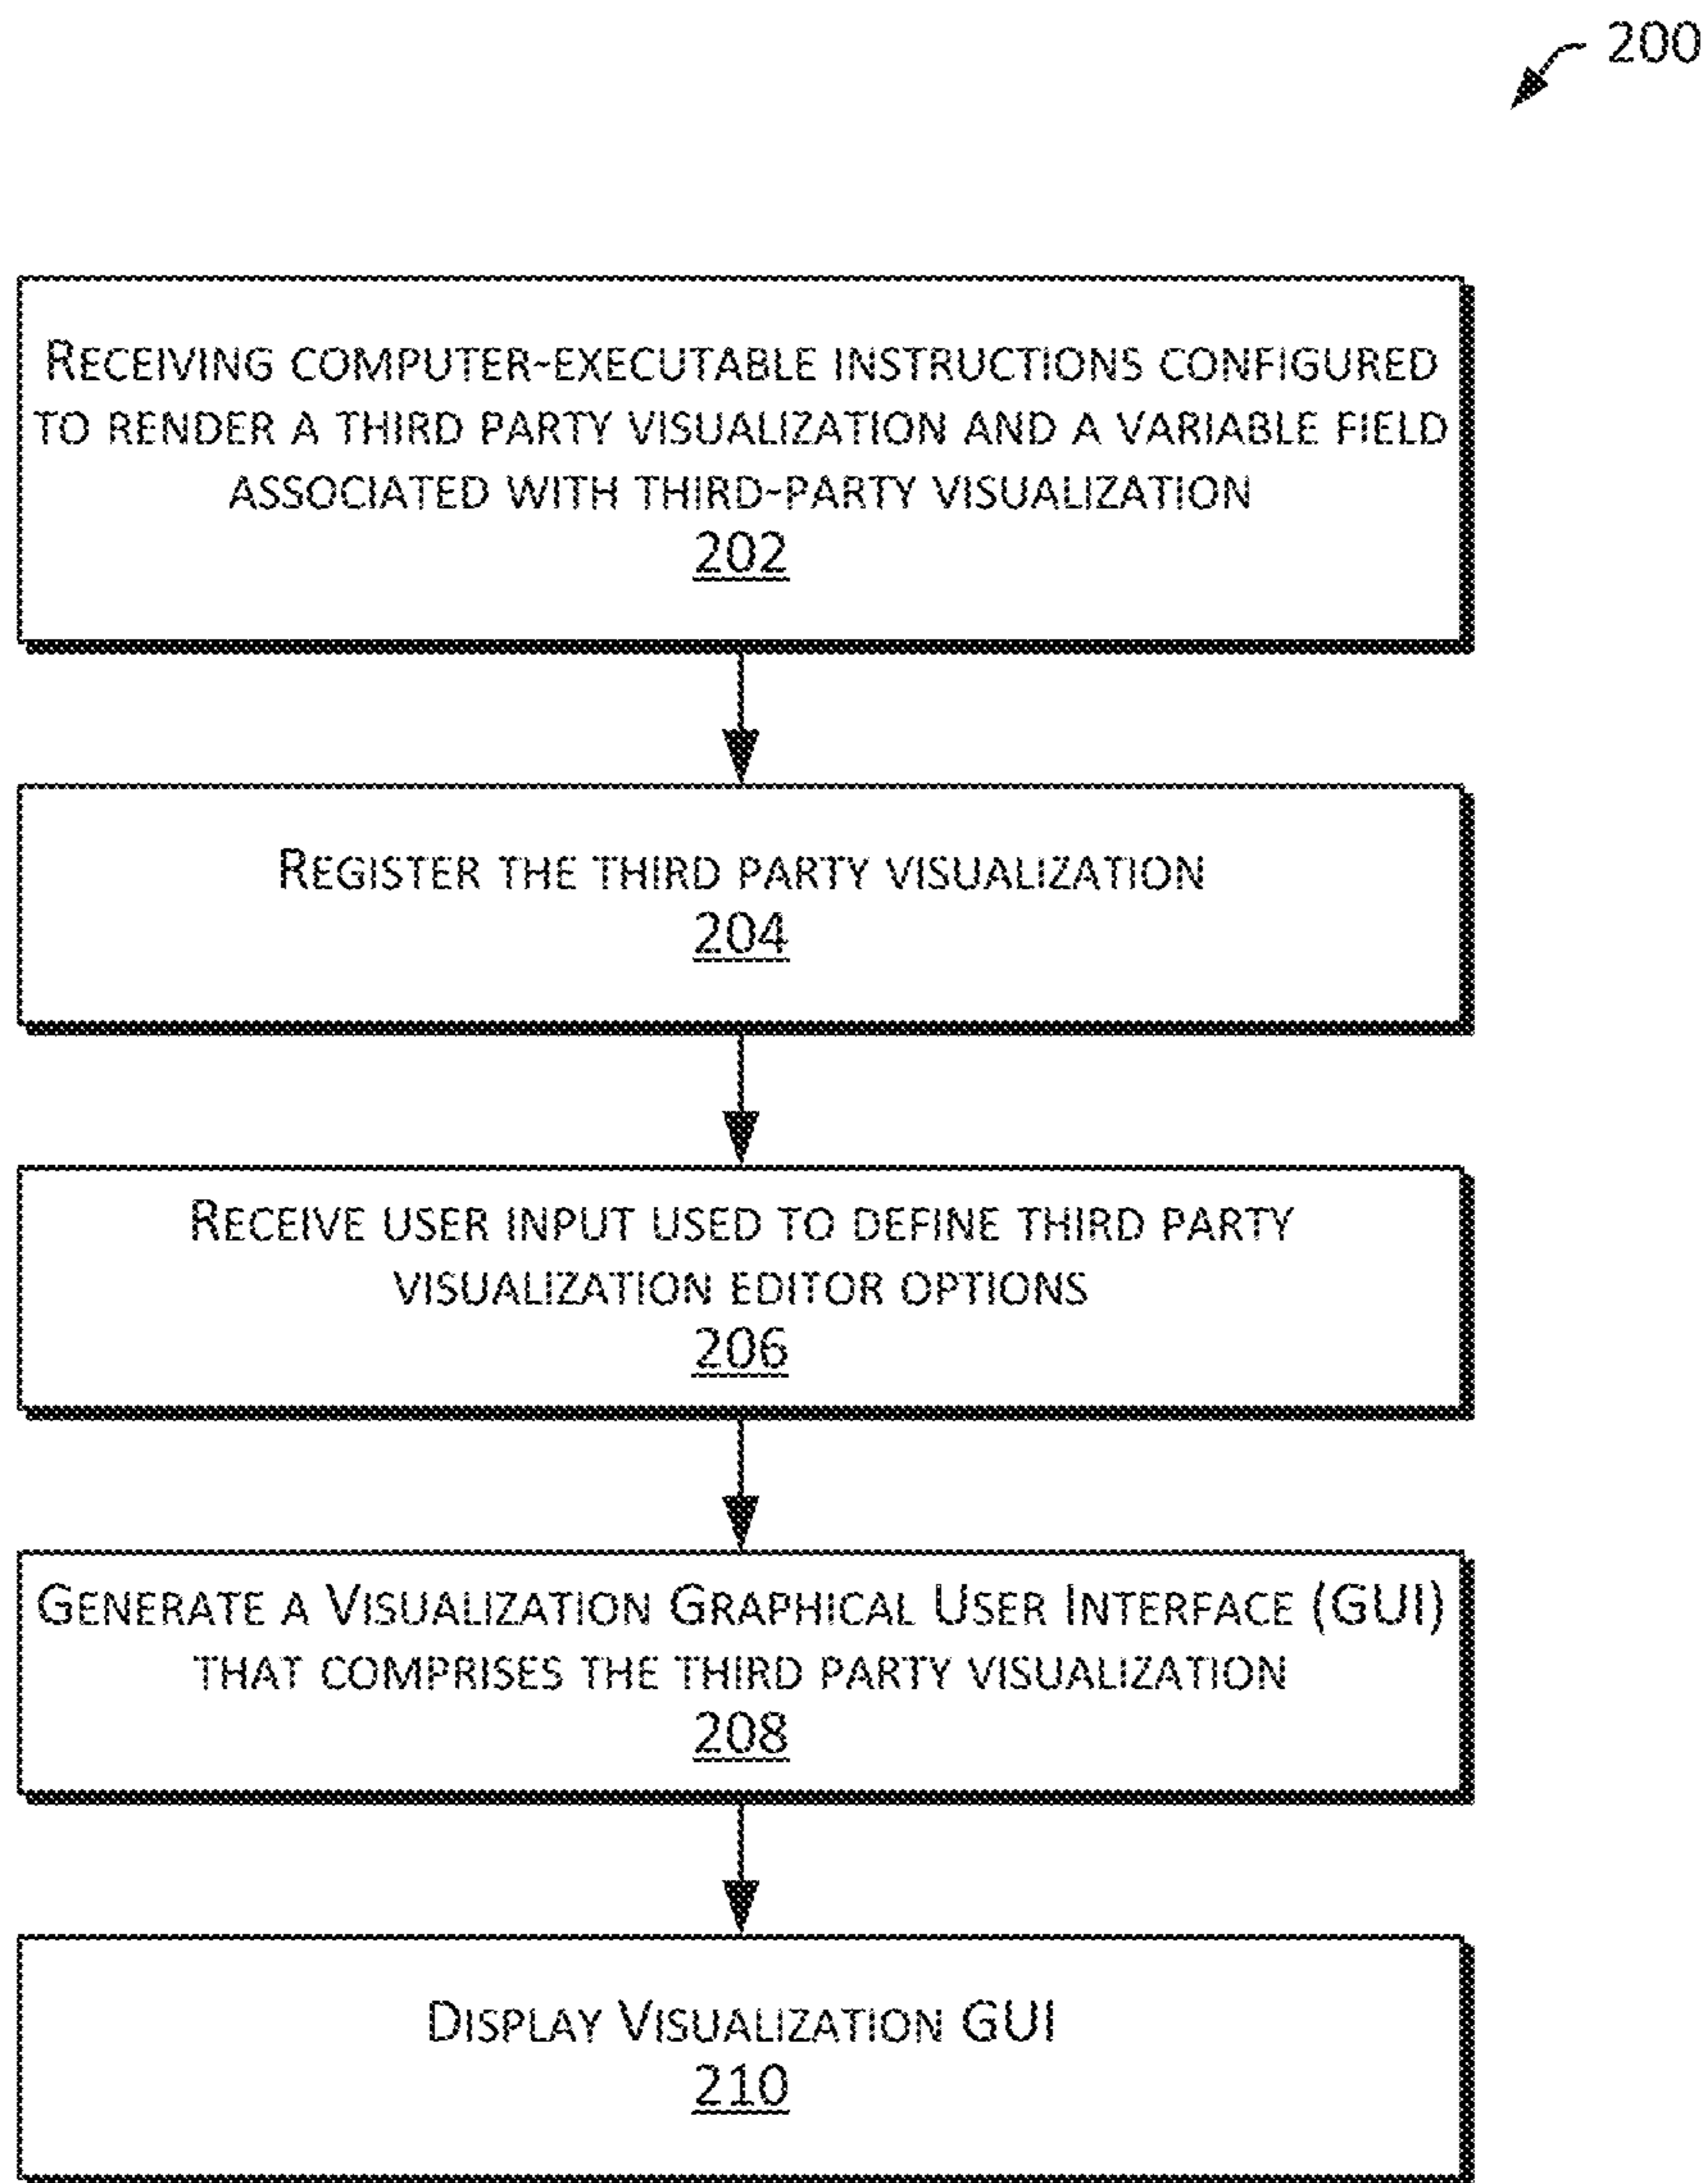 200
RECEIVING COMPUTER-EXECUTABLE INSTRUCTIONS CONFIGURED
TO RENDER A THIRD PARTY VISUALIZATION AND A VARIABLE FIELD
ASSOCIATED WITH THIRD-PARTY VISUALIZATION
202
REGISTER THE THIRD PARTY VISUALIZATION
204
RECEIVE USER INPUT USED TO DEFINE THIRD PARTY
VISUALIZATION EDITOR OPTIONS
206
GENERATE A VISUALIZATION GRAPHICAL USER INTERFACE (GUI)
THAT COMPRISES THE THIRD PARTY VISUALIZATION
208
DISPLAY VISUALIZATION GUI
210